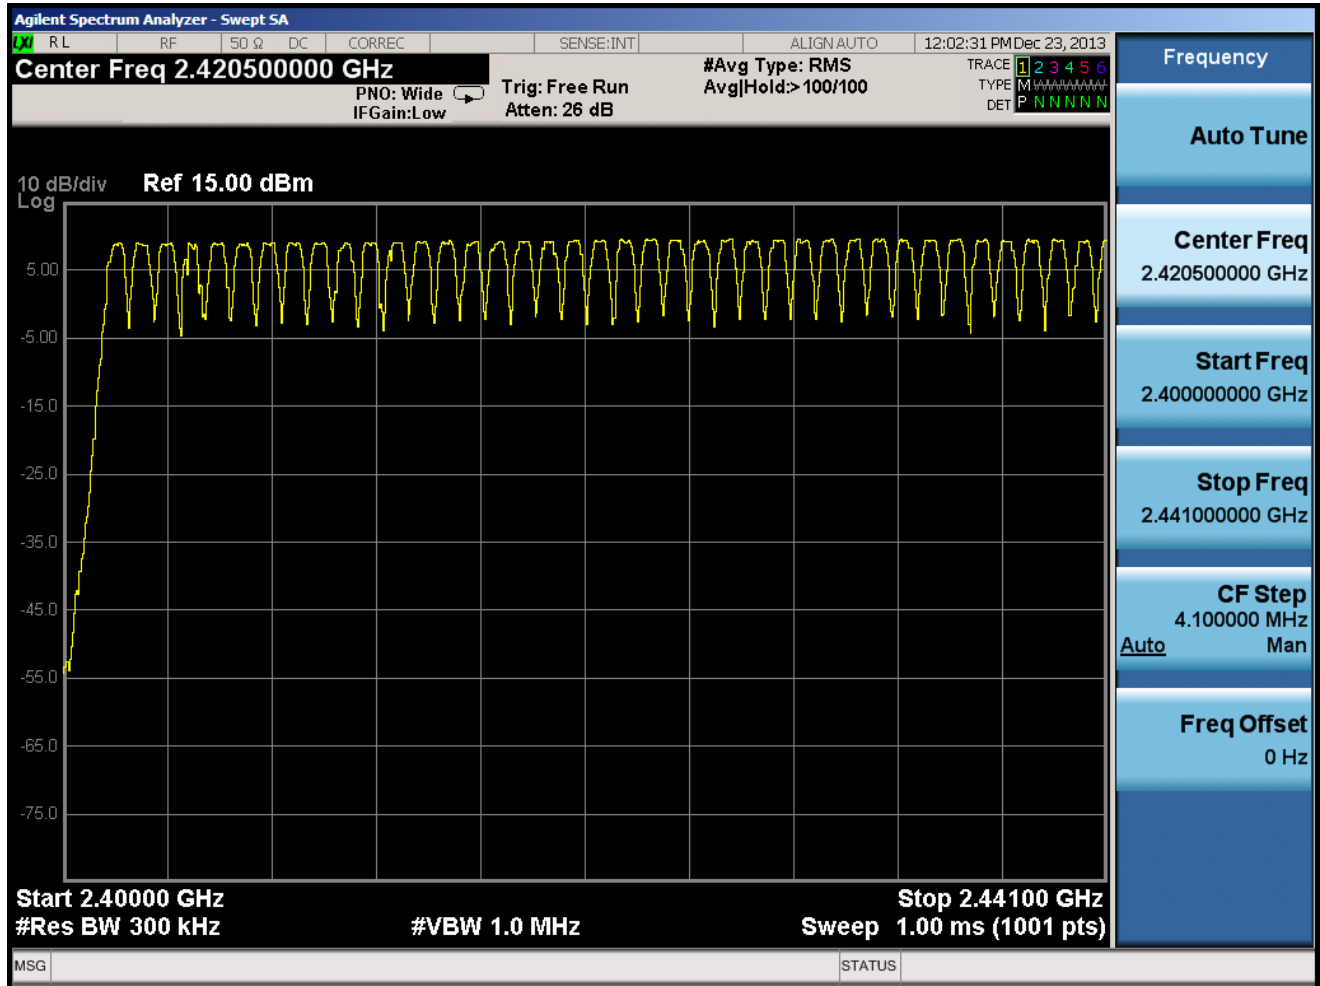 Agilent Spectrum Analyzer - Swept SA
LXI RL RF 50 Ω DC CORREC SENSE:INT ALIGN AUTO 12:02:31 PM Dec 23, 2013
Center Freq 2.420500000 GHz
PNO: Wide
IFGain:Low
Trig: Free Run
Atten: 26 dB
#Avg Type: RMS
Avg|Hold:>100/100
TRACE 1 2 3 4 5 6
TYPE M W W W W W
DET P N N N N N
10 dB/div Ref 15.00 dBm
Log
5.00
-5.00
-15.0
-25.0
-35.0
-45.0
-55.0
-65.0
-75.0
Start 2.40000 GHz Stop 2.44100 GHz
#Res BW 300 kHz #VBW 1.0 MHz Sweep 1.00 ms (1001 pts)
MSG STATUS
Frequency
Auto Tune
Center Freq
2.420500000 GHz
Start Freq
2.400000000 GHz
Stop Freq
2.441000000 GHz
CF Step
4.100000 MHz
Auto Man
Freq Offset
0 Hz